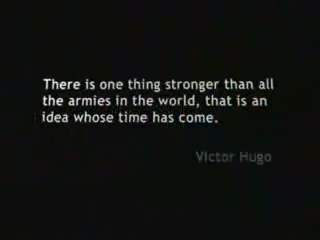 There is one thing stronger than all
the armies in the world, that is an
idea whose time has come.
Victor Hugo